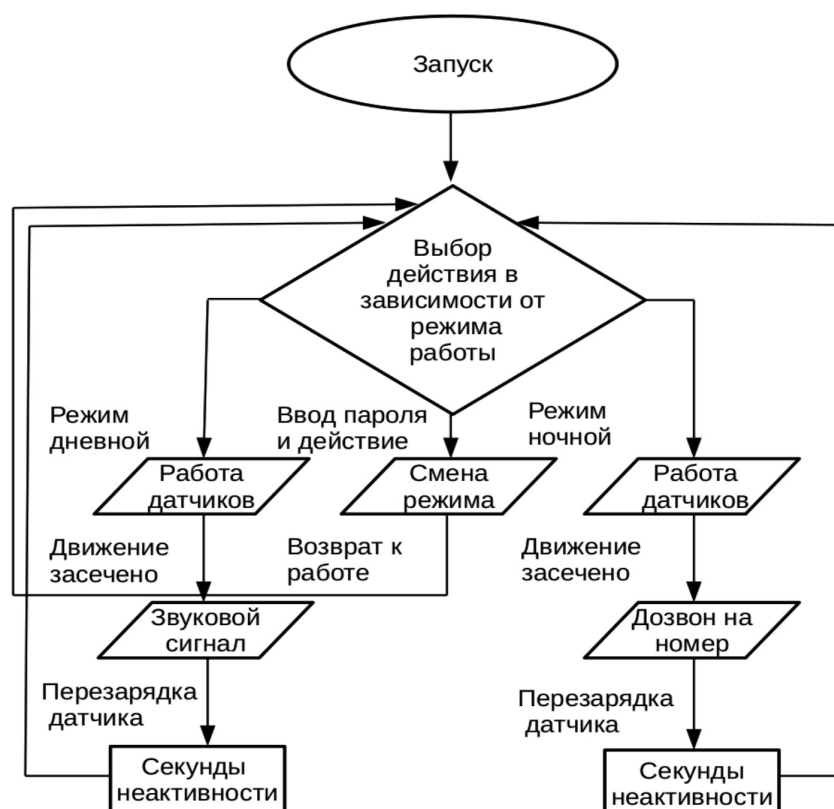 Запуск
Выбор
действия в
зависимости от
режима
работы
Режим
дневной
Ввод пароля
и действие
Режим
ночной
Работа
датчиков
Смена
режима
Работа
датчиков
Движение
засечено
Возврат к
работе
Движение
засечено
Звуковой
сигнал
Дозвон на
номер
Перезарядка
датчика
Перезарядка
датчика
Секунды
неактивности
Секунды
неактивности